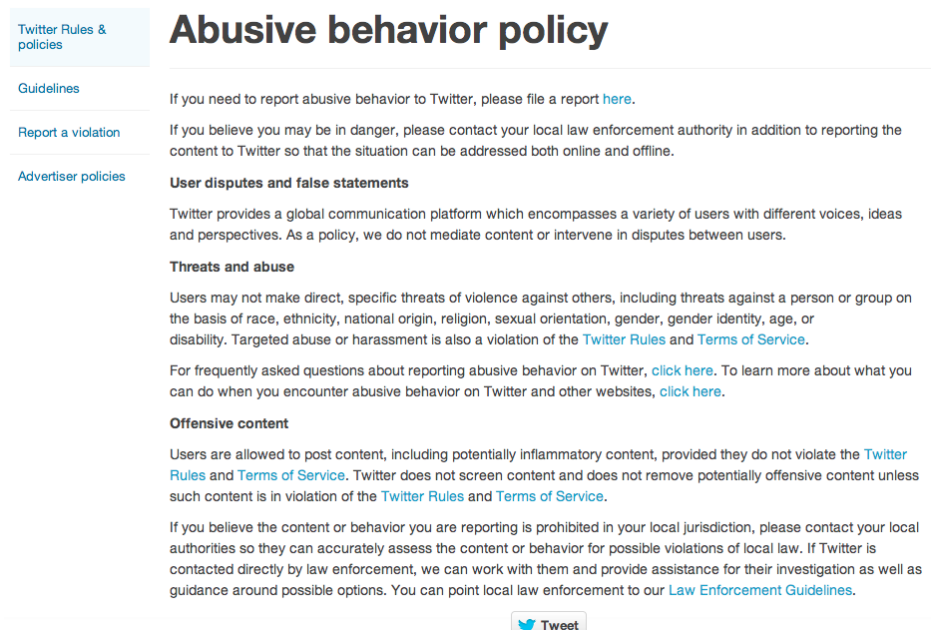 Twitter Rules &
policies
Guidelines
Report a violation
Advertiser policies
Abusive behavior policy
If you need to report abusive behavior to Twitter, please file a report here.
If you believe you may be in danger, please contact your local law enforcement authority in addition to reporting the
content to Twitter so that the situation can be addressed both online and offline.
User disputes and false statements
Twitter provides a global communication platform which encompasses a variety of users with different voices, ideas
and perspectives. As a policy, we do not mediate content or intervene in disputes between users.
Threats and abuse
Users may not make direct, specific threats of violence against others, including threats against a person or group on
the basis of race, ethnicity, national origin, religion, sexual orientation, gender, gender identity, age, or
disability. Targeted abuse or harassment is also a violation of the Twitter Rules and Terms of Service.
For frequently asked questions about reporting abusive behavior on Twitter, click here. To learn more about what you
can do when you encounter abusive behavior on Twitter and other websites, click here.
Offensive content
Users are allowed to post content, including potentially inflammatory content, provided they do not violate the Twitter
Rules and Terms of Service. Twitter does not screen content and does not remove potentially offensive content unless
such content is in violation of the Twitter Rules and Terms of Service.
If you believe the content or behavior you are reporting is prohibited in your local jurisdiction, please contact your local
authorities so they can accurately assess the content or behavior for possible violations of local law. If Twitter is
contacted directly by law enforcement, we can work with them and provide assistance for their investigation as well as
guidance around possible options. You can point local law enforcement to our Law Enforcement Guidelines.
Tweet